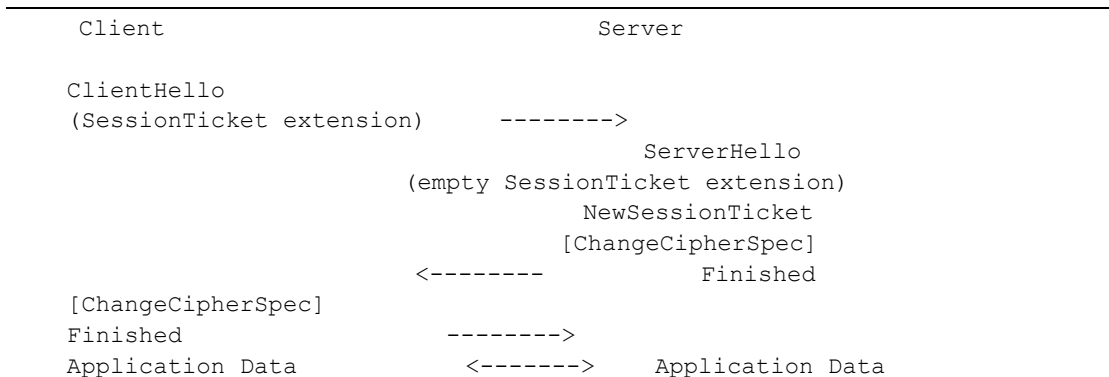 Client Server
ClientHello
(SessionTicket extension) -------->
ServerHello
(empty SessionTicket extension)
NewSessionTicket
[ChangeCipherSpec]
<-------- Finished
[ChangeCipherSpec]
Finished -------->
Application Data <-------> Application Data